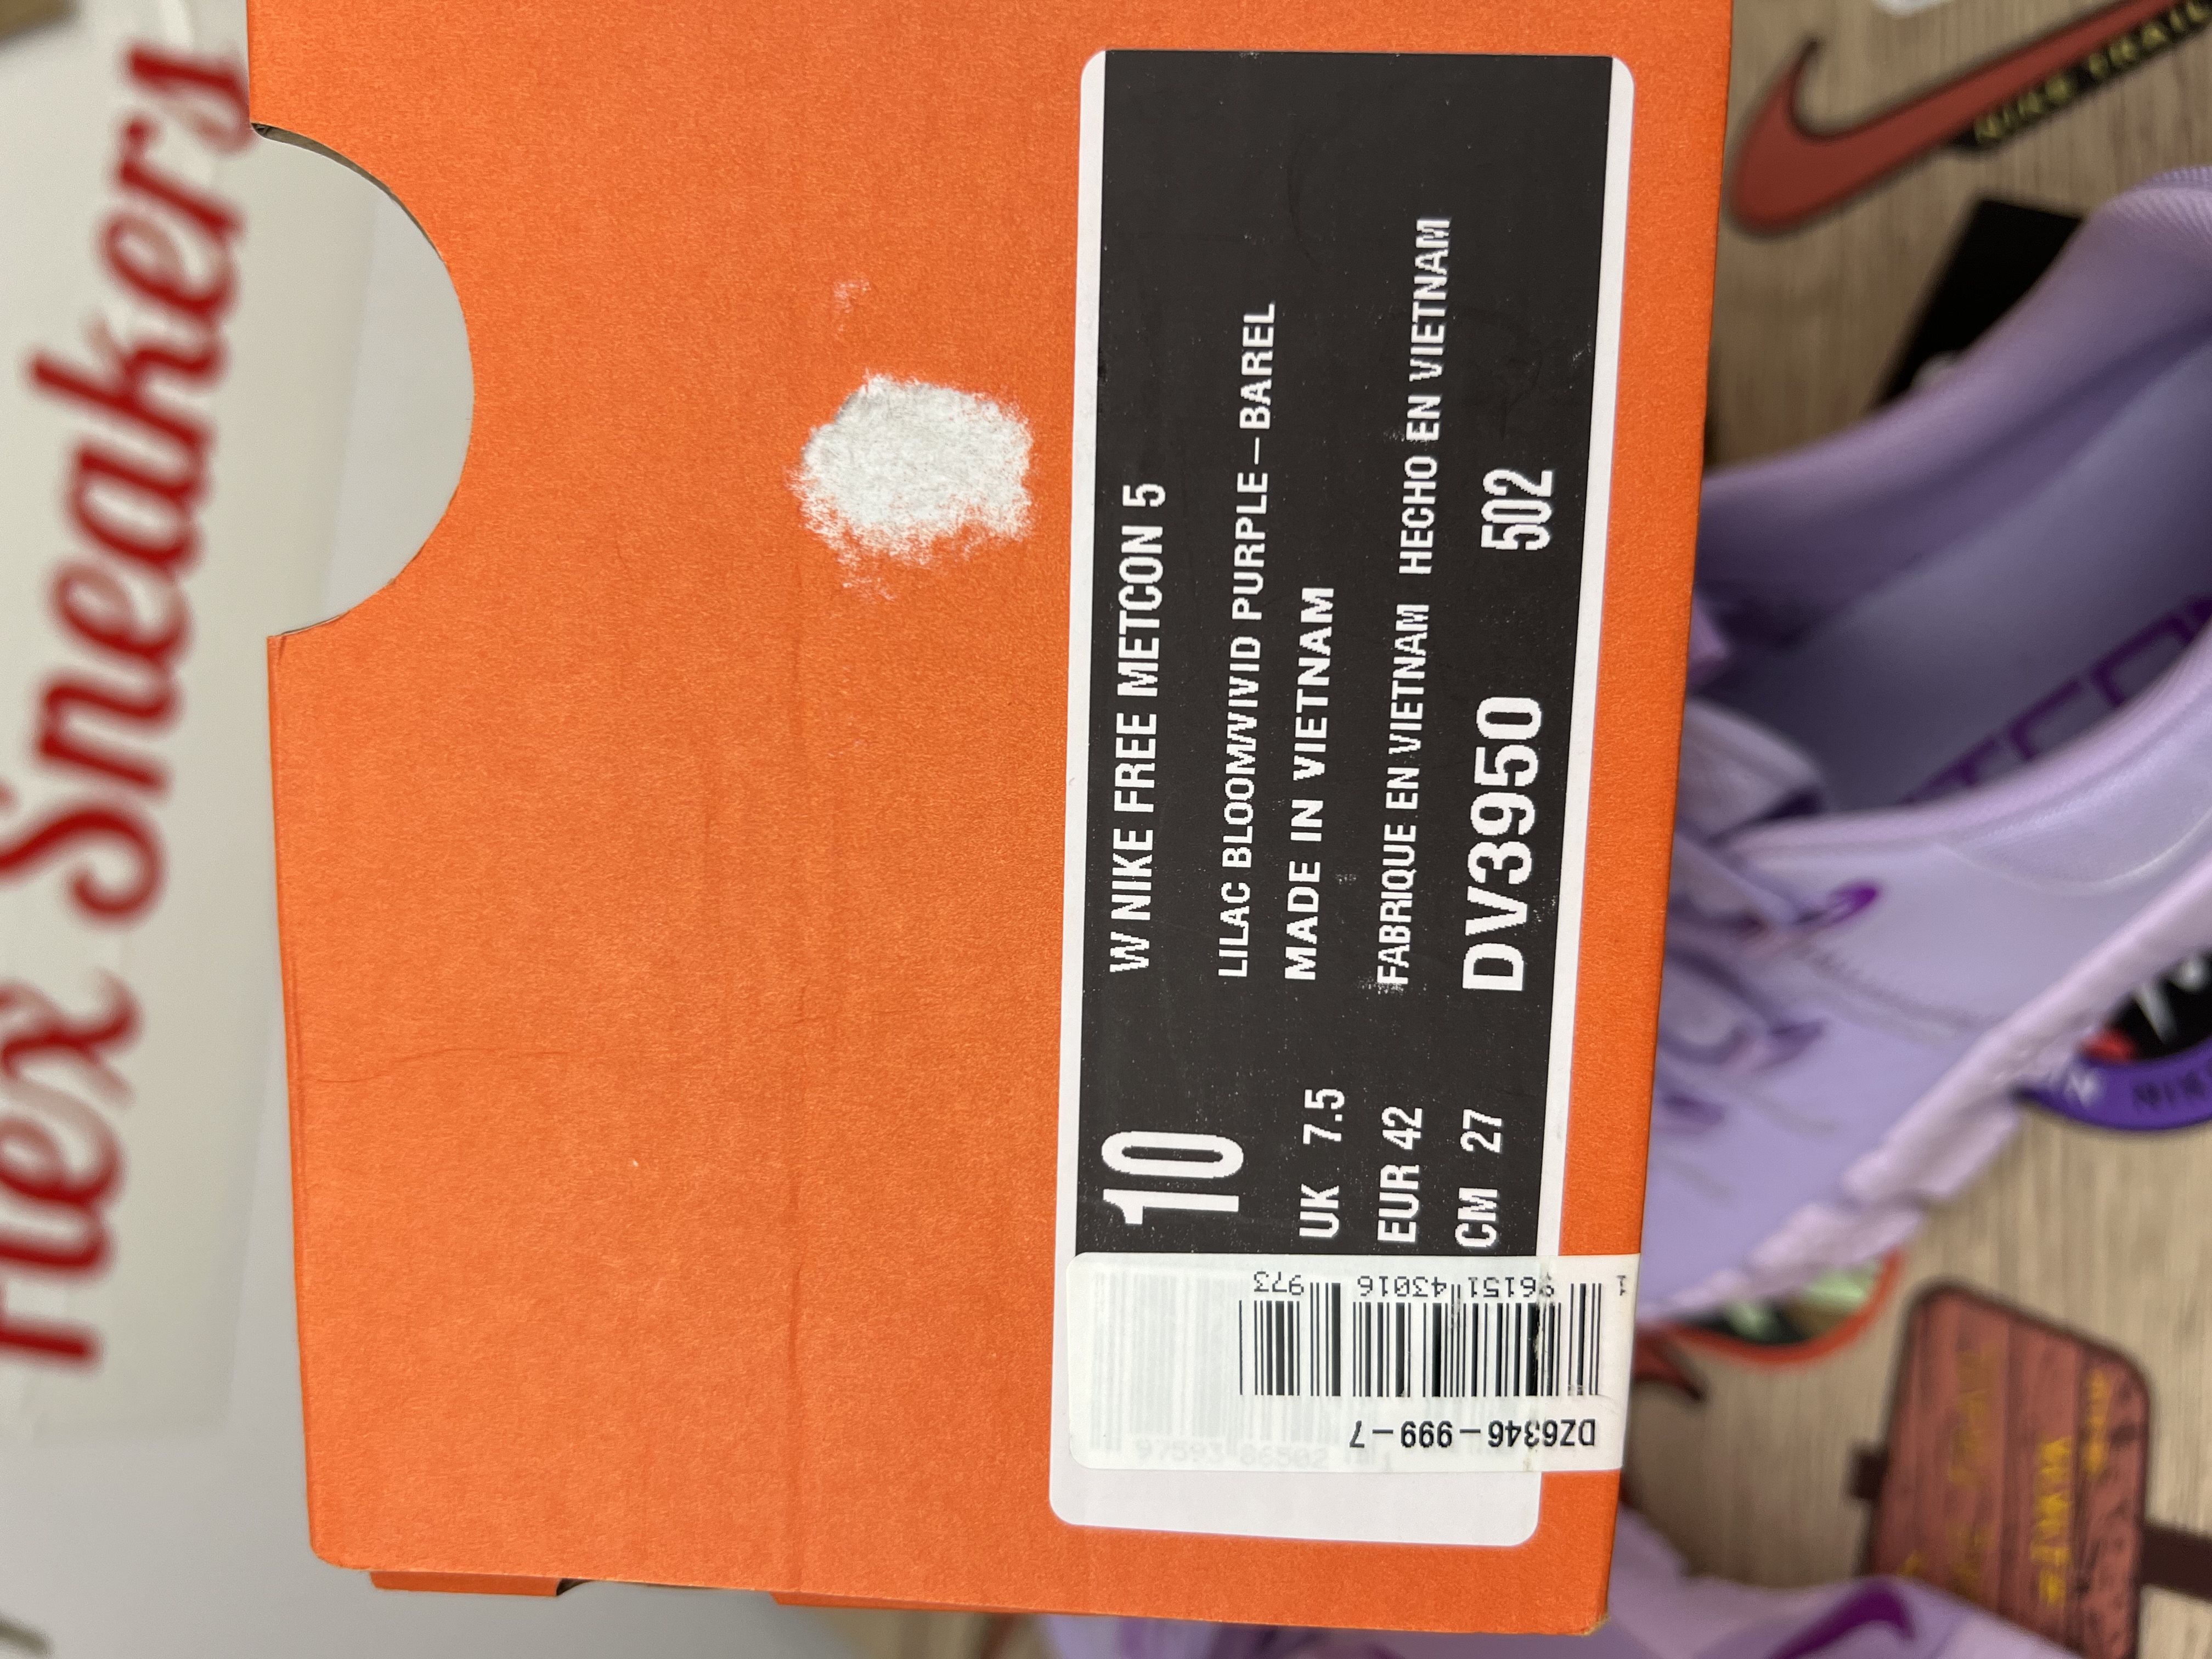 Flex Sneakers
10
W NIKE FREE METCON 5
LILAC BLOOM/VIVID PURPLE-BAREL
UK 7.5
MADE IN VIETNAM
EUR 42
FABRIQUE EN VIETNAM HECHO EN VIETNAM
CM 27
DV3950 502
DZ6346-999-7
1 96151 43016 973